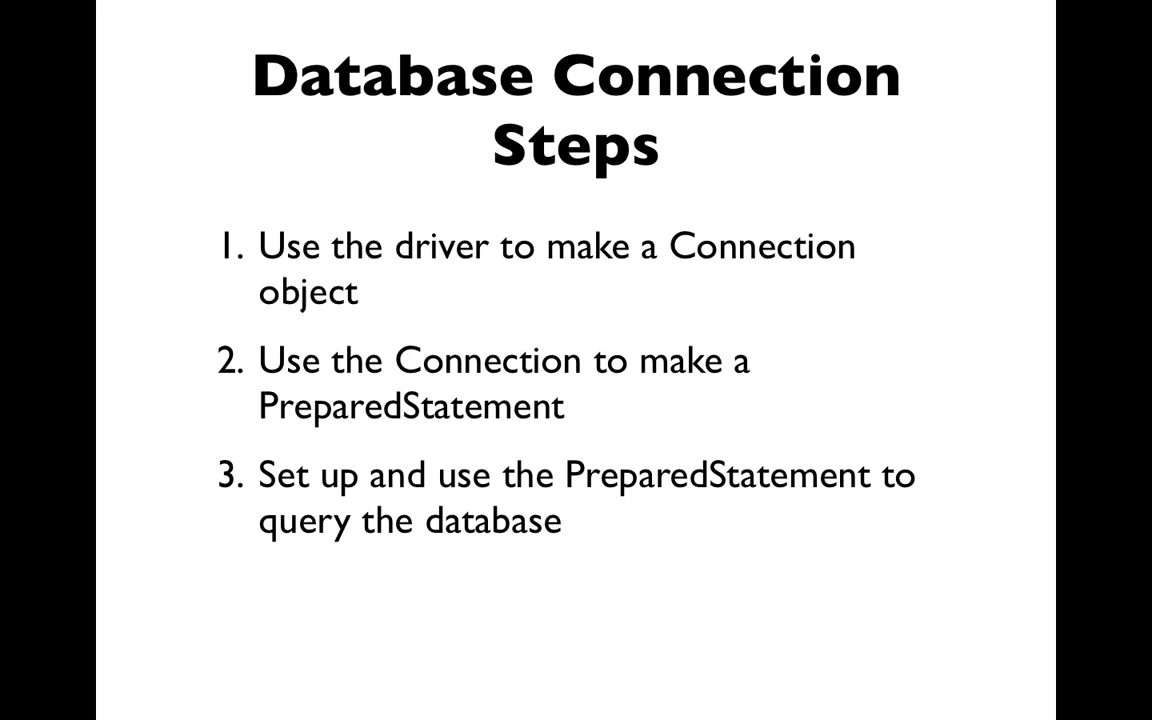 Database Connection
Steps
1. Use the driver to make a Connection
object
2. Use the Connection to make a
PreparedStatement
3. Set up and use the PreparedStatement to
query the database